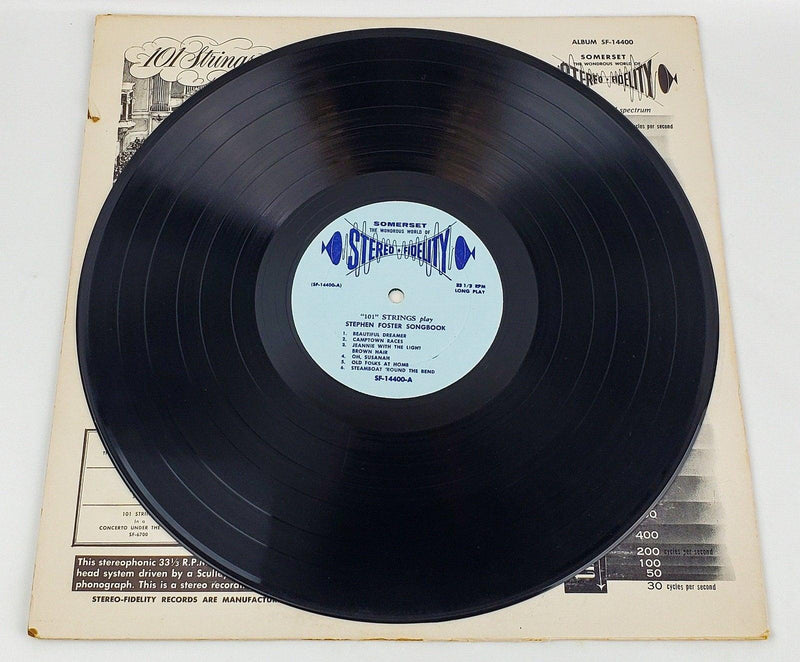 101 Strings
ALBUM SF-14400
SOMERSET
THE WONDROUS WORLD OF
STEREO-FIDELITY
spectrum
cycles per second
SOMERSET
THE WONDROUS WORLD OF
STEREO-FIDELITY
(SF-14400-A)
33 1/3 RPM
LONG PLAY
"101" STRINGS play
STEPHEN FOSTER SONGBOOK
1. BEAUTIFUL DREAMER
2. CAMPTOWN RACES
3. JEANNIE WITH THE LIGHT
BROWN HAIR
4. OH, SUSANAH
5. OLD FOLKS AT HOME
6. STEAMBOAT 'ROUND THE BEND
SF-14400-A
101 STRIN
in a
CONCERTO UNDER THE
SF-6700
This stereophonic 33⅓ R.P.
head system driven by a Sculle
phonograph. This is a stereo recor
STEREO-FIDELITY RECORDS ARE MANUFACTU
400
200 cycles per second
100
50
30 cycles per second